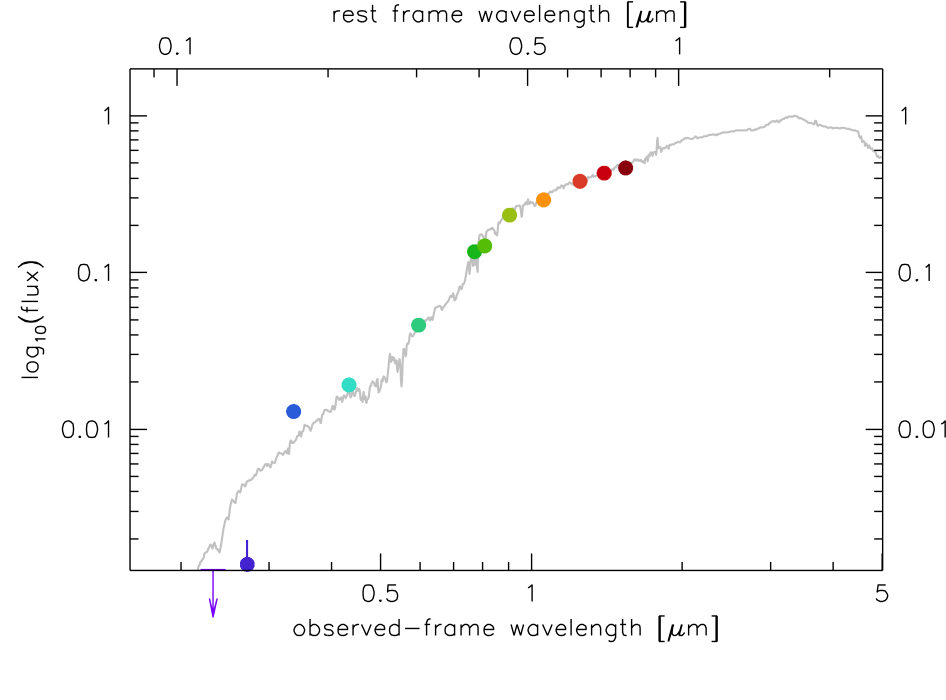 rest frame wavelength [μm]
0.1 0.5 1
1 1
0.1 0.1
0.01 0.01
log10(flux)
0.5 1 5
observed-frame wavelength [μm]